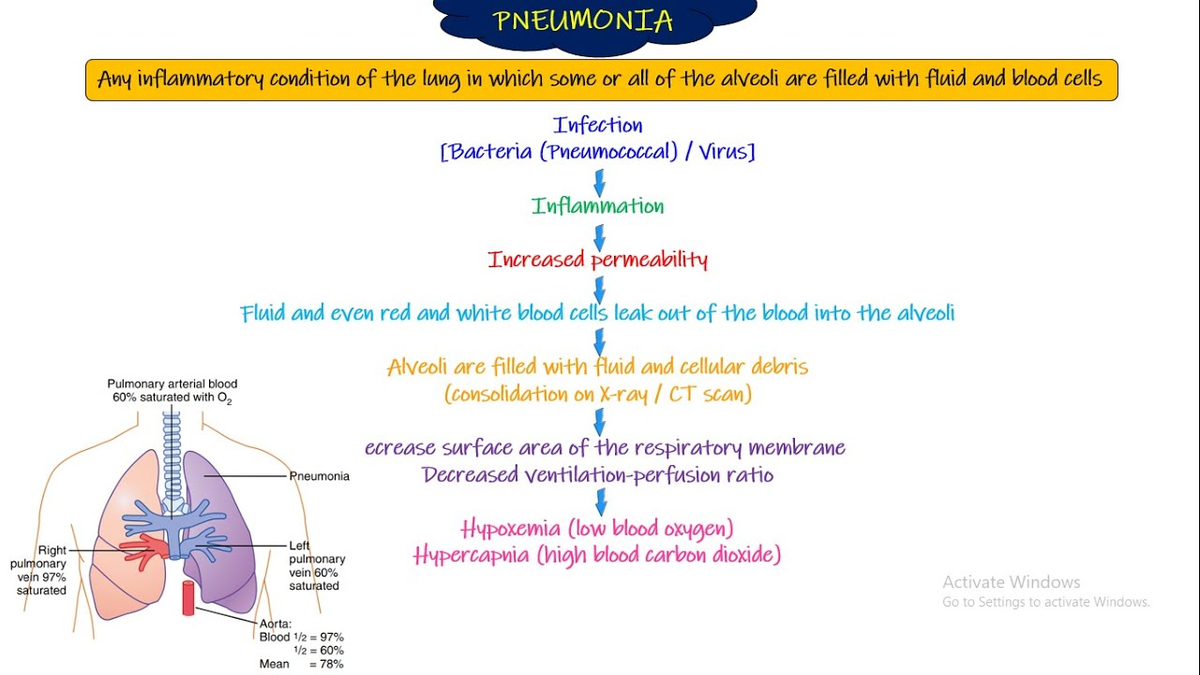 PNEUMONIA
Any inflammatory condition of the lung in which some or all of the alveoli are filled with fluid and blood cells
Infection
[Bacteria (Pneumococcal) / Virus]
Inflammation
Increased permeability
Fluid and even red and white blood cells leak out of the blood into the alveoli
Alveoli are filled with fluid and cellular debris
(consolidation on X-ray / CT scan)
ecrease surface area of the respiratory membrane
Decreased ventilation-perfusion ratio
Hypoxemia (low blood oxygen)
Hypercapnia (high blood carbon dioxide)
Pulmonary arterial blood
60% saturated with O2
Pneumonia
Right
pulmonary
vein 97%
saturated
Left
pulmonary
vein 60%
saturated
Aorta:
Blood 1/2 = 97%
1/2 = 60%
Mean = 78%
Activate Windows
Go to Settings to activate Windows.